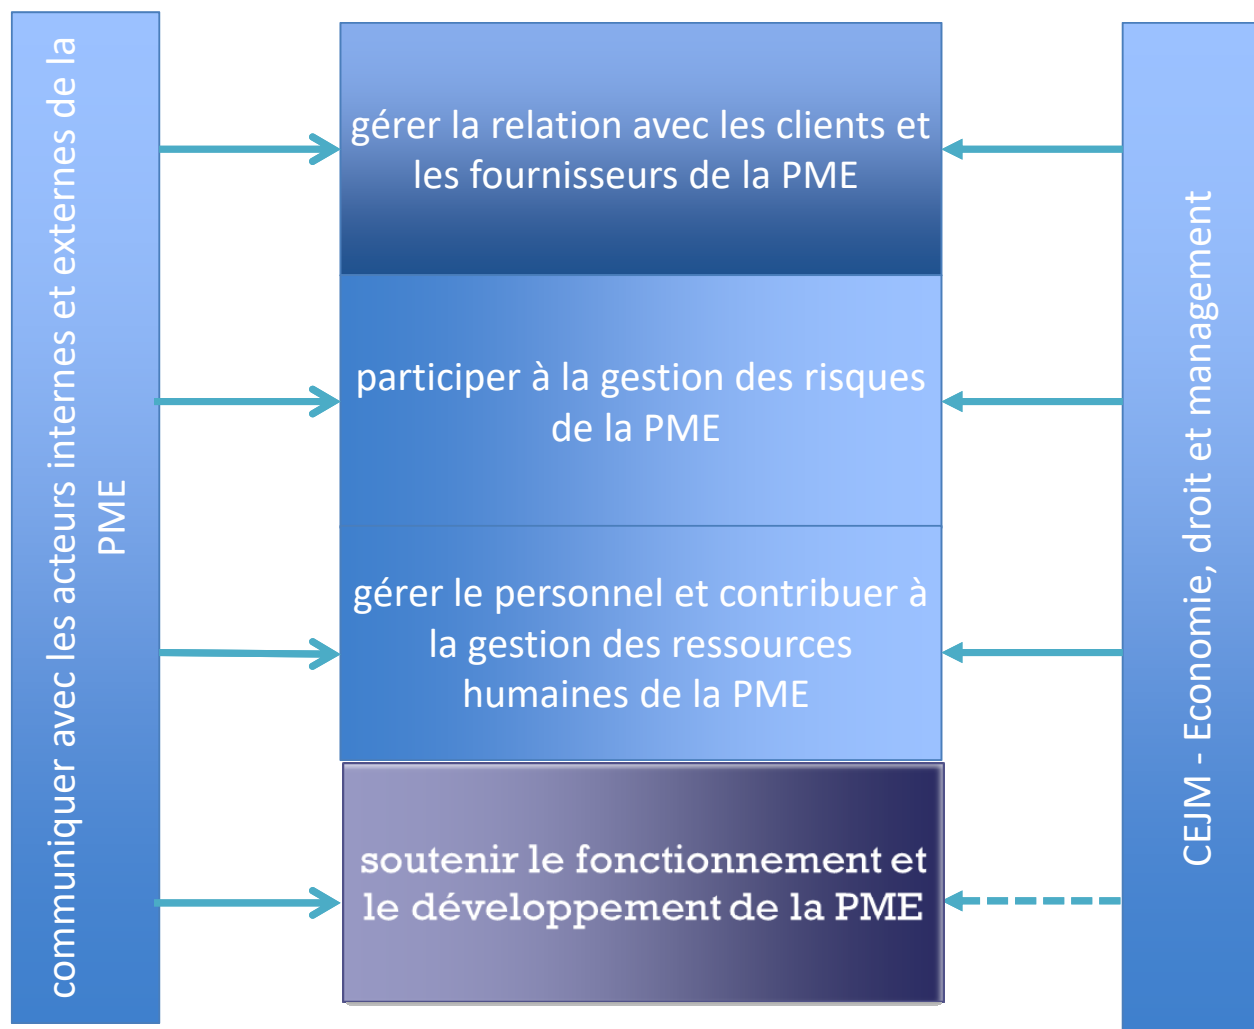 communiquer avec les acteurs internes et externes de la
PME
gérer la relation avec les clients et
les fournisseurs de la PME
participer à la gestion des risques
de la PME
gérer le personnel et contribuer à
la gestion des ressources
humaines de la PME
soutenir le fonctionnement et
le développement de la PME
CEJM - Economie, droit et management